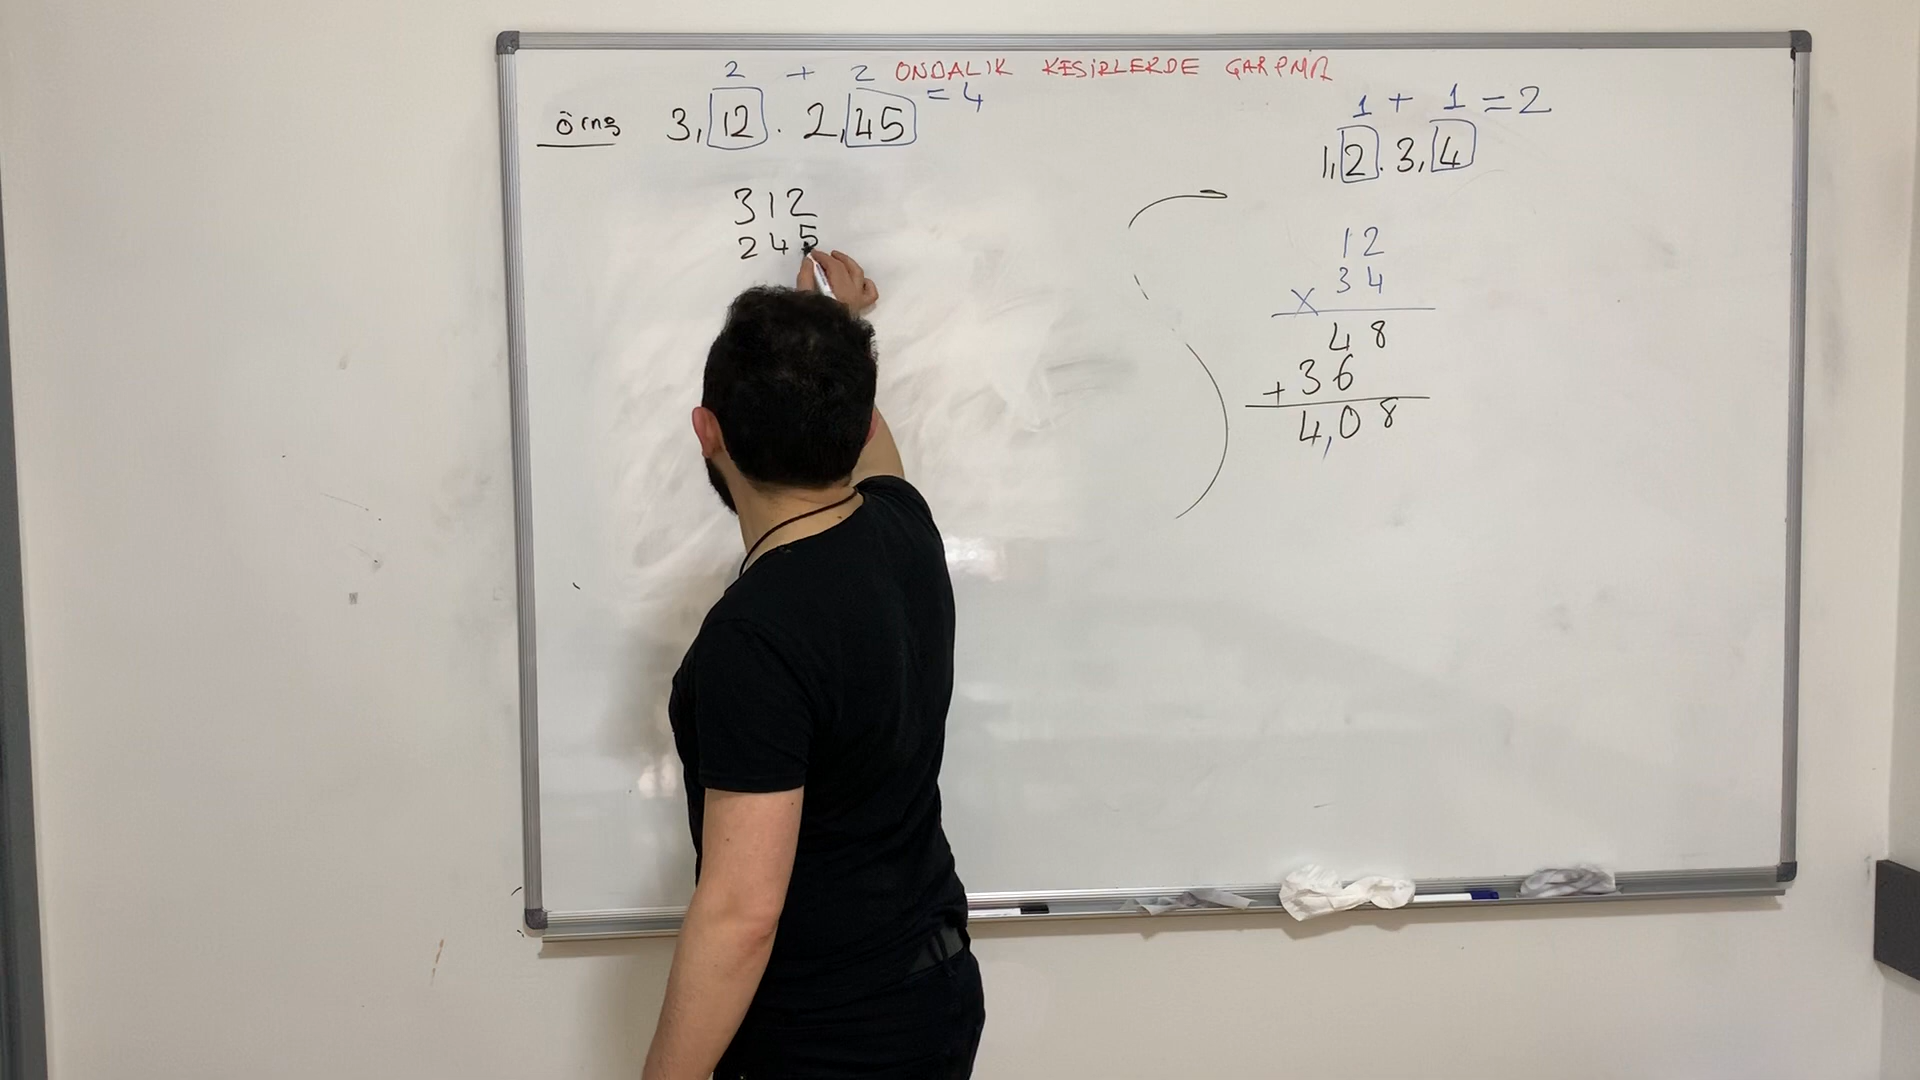 ONDALIK KESİRLERDE ÇARPMA
2 + 2 = 4
Örnş 3,12 . 2,45
312
245
1 + 1 = 2
1,2 . 3,4
12
x 34
48
+ 36
4,08